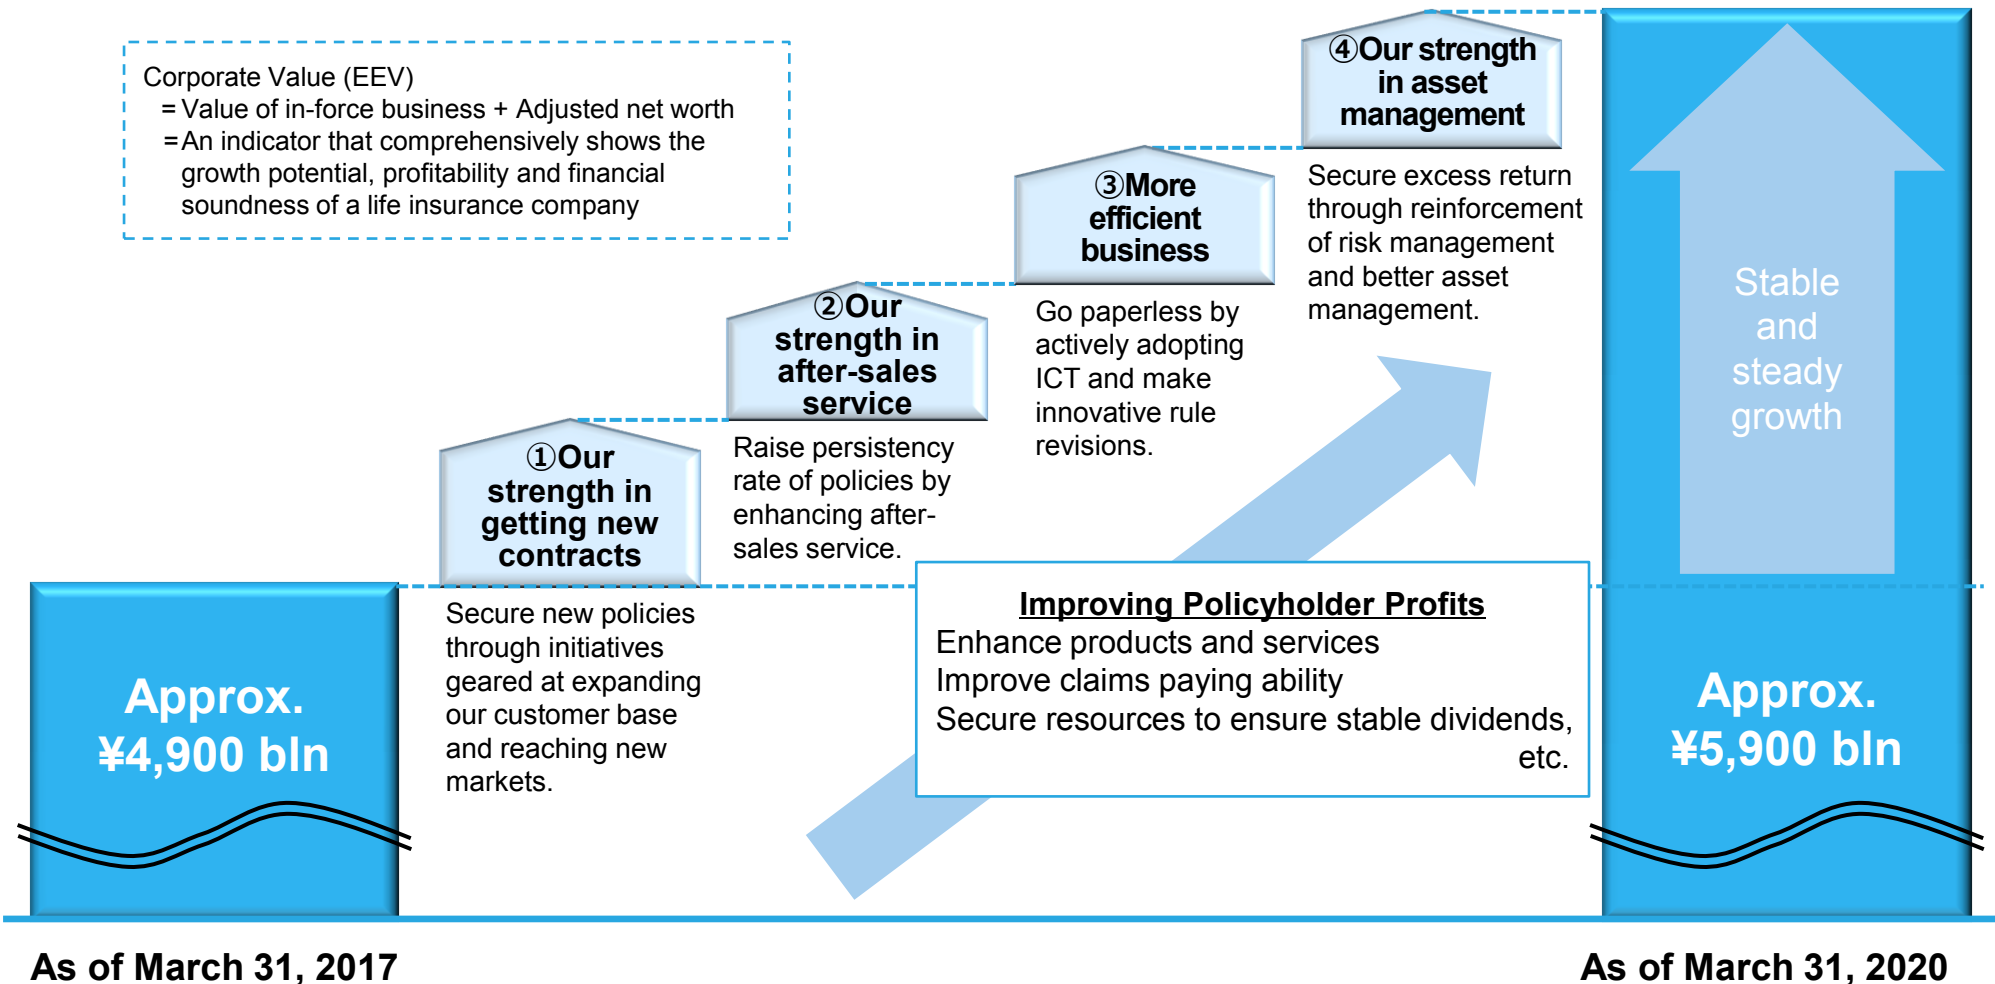 Corporate Value (EEV)
= Value of in-force business + Adjusted net worth
= An indicator that comprehensively shows the
growth potential, profitability and financial
soundness of a life insurance company
④Our strength
in asset
management
Secure excess return
through reinforcement
of risk management
and better asset
management.
③More
efficient
business
Go paperless by
actively adopting
ICT and make
innovative rule
revisions.
②Our
strength in
after-sales
service
Raise persistency
rate of policies by
enhancing after-
sales service.
①Our
strength in
getting new
contracts
Secure new policies
through initiatives
geared at expanding
our customer base
and reaching new
markets.
Stable
and
steady
growth
Improving Policyholder Profits
Enhance products and services
Improve claims paying ability
Secure resources to ensure stable dividends,
etc.
Approx.
¥4,900 bln
Approx.
¥5,900 bln
As of March 31, 2017
As of March 31, 2020